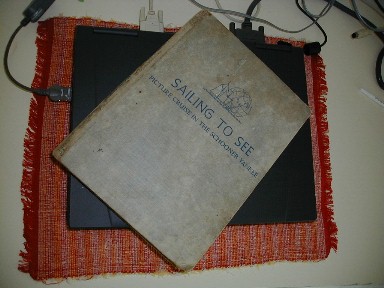 SAILING TO SEE
PICTURE CRUISE IN THE SCHOONER YANKEE